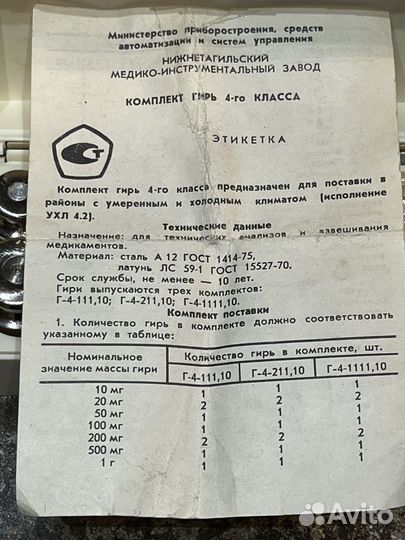 Министерство приборостроения, средств
автоматизации и систем управления
НИЖНЕТАГИЛЬСКИЙ
МЕДИКО-ИНСТРУМЕНТАЛЬНЫЙ ЗАВОД
КОМПЛЕКТ ГИРЬ 4-го КЛАССА
ЭТИКЕТКА
Т
Комплект гирь 4-го класса предназначен для поставки в
районы с умеренным и холодным климатом (исполнение
УХЛ 4.2).
Технические данные
Назначение: для технических анализов и взвешивания
медикаментов.
Материал: сталь А 12 ГОСТ 1414-75,
латунь ЛС 59-1 ГОСТ 15527-70.
Срок службы, не менее — 10 лет.
Гири выпускаются трех комплектов:
Г-4-111,10; Г-4-211,10; Г-4-1111,10.
Комплект поставки
1. Количество гирь в комплекте должно соответствовать
указанному в таблице:
Номинальное значение массы гири Количество гирь в комплекте, шт.
Г-4-111,10 Г-4-211,10 Г-4-1111,10
10 мг 1 1 1
20 мг 2 2 2
50 мг 1 1 1
100 мг 1 1 1
200 мг 2 2 2
500 мг 1 1 1
1 г 1 1 1
Avito